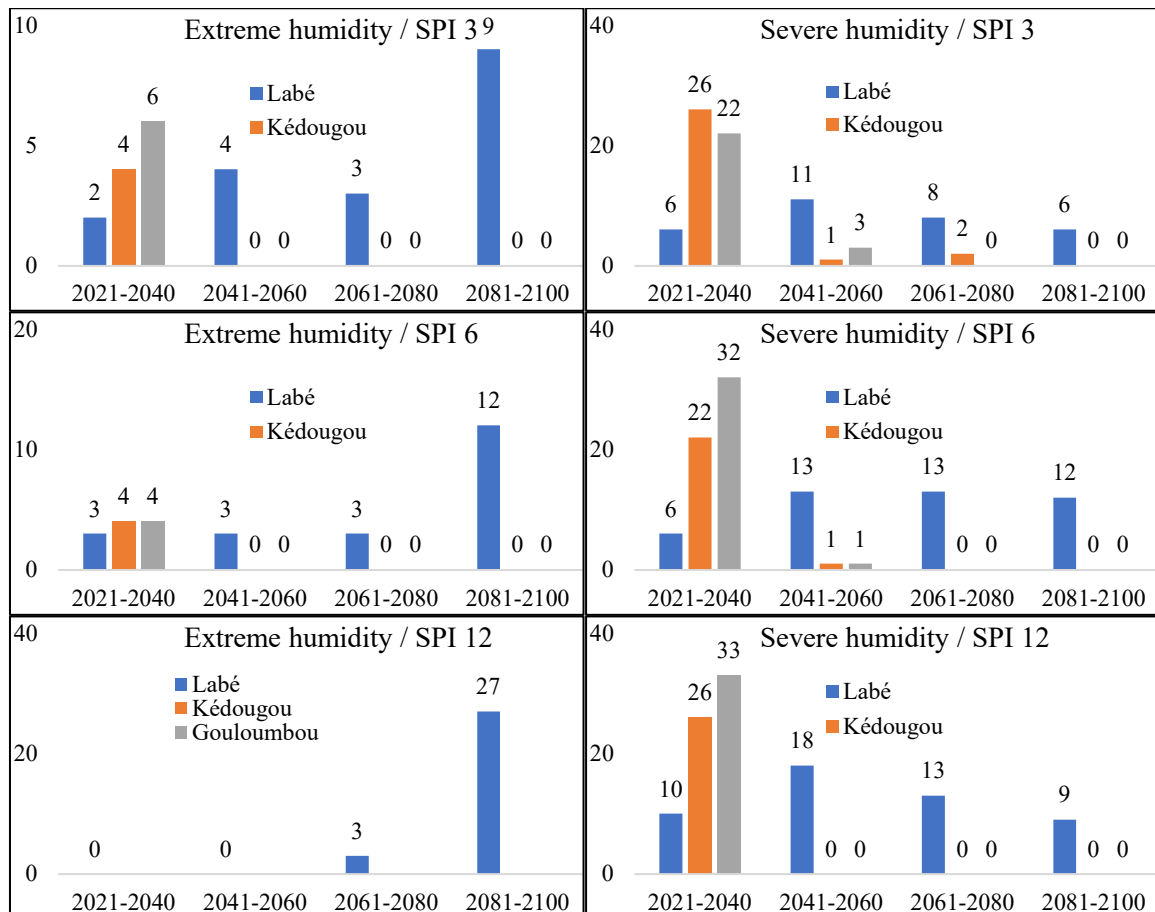 Extreme humidity / SPI 3
10
5
0
Labé
Kédougou
2 4 6
4 0 0
3 0 0
9 0 0
2021-2040 2041-2060 2061-2080 2081-2100
Severe humidity / SPI 3
40
20
0
Labé
Kédougou
6 26 22
11 1 3
8 2 0
6 0 0
2021-2040 2041-2060 2061-2080 2081-2100
Extreme humidity / SPI 6
20
10
0
Labé
Kédougou
3 4 4
3 0 0
3 0 0
12 0 0
2021-2040 2041-2060 2061-2080 2081-2100
Severe humidity / SPI 6
40
20
0
Labé
Kédougou
6 22 32
13 1 1
13 0 0
12 0 0
2021-2040 2041-2060 2061-2080 2081-2100
Extreme humidity / SPI 12
40
20
0
Labé
Kédougou
Gouloumbou
0
0
3
27
2021-2040 2041-2060 2061-2080 2081-2100
Severe humidity / SPI 12
40
20
0
Labé
Kédougou
10 26 33
18 0 0
13 0 0
9 0 0
2021-2040 2041-2060 2061-2080 2081-2100